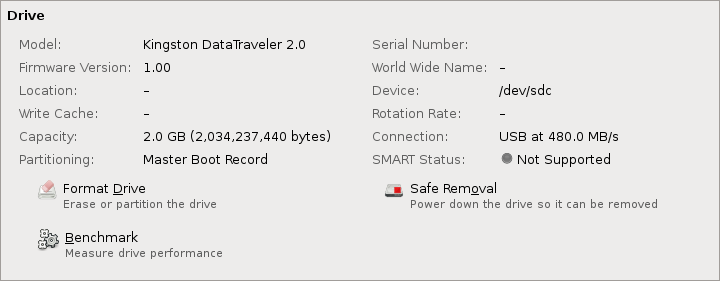 Drive
Model: Kingston DataTraveler 2.0 Serial Number:
Firmware Version: 1.00 World Wide Name: –
Location: – Device: /dev/sdc
Write Cache: – Rotation Rate: –
Capacity: 2.0 GB (2,034,237,440 bytes) Connection: USB at 480.0 MB/s
Partitioning: Master Boot Record SMART Status: Not Supported
Format Drive Safe Removal
Erase or partition the drive Power down the drive so it can be removed
Benchmark
Measure drive performance